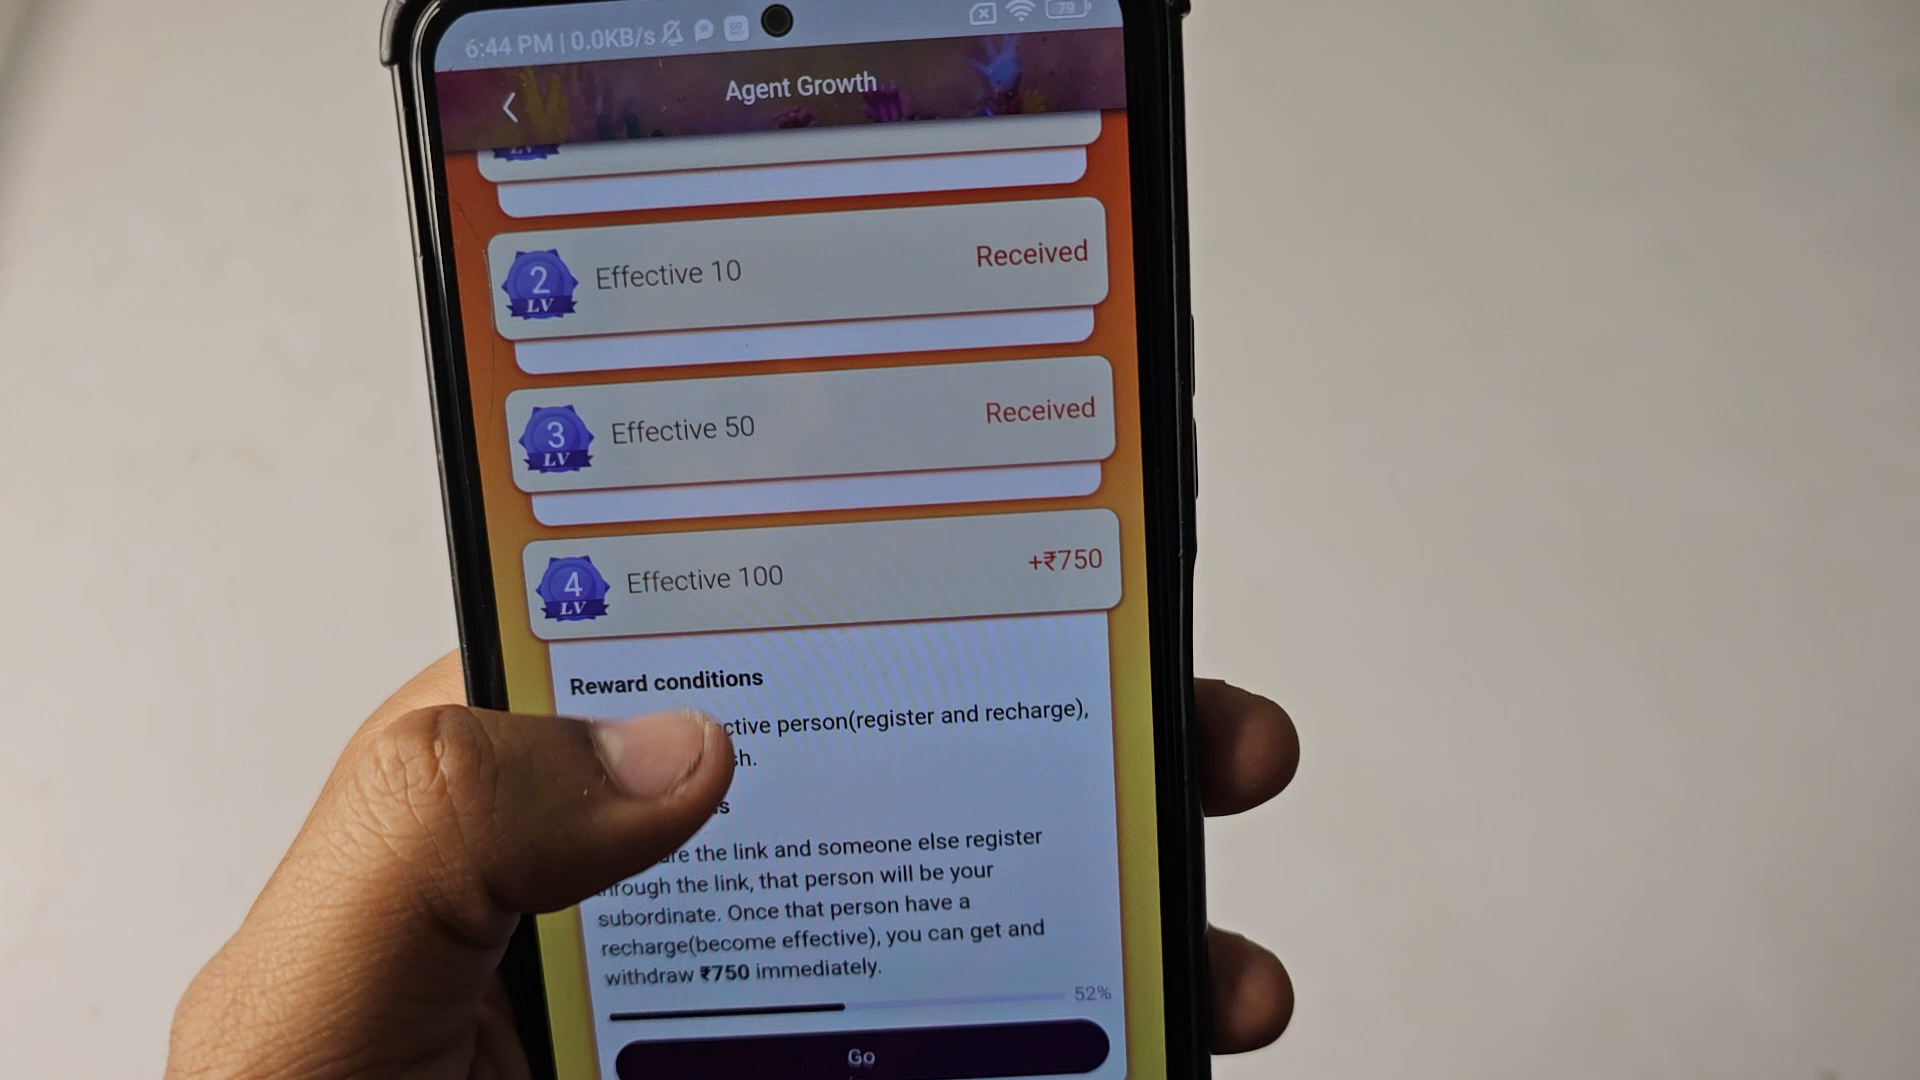 6:44 PM | 0.0KB/s
79
Agent Growth
LV
2
LV
Effective 10
Received
3
LV
Effective 50
Received
4
LV
Effective 100
+₹750
Reward conditions
person(register and recharge),
the link and someone else register
through the link, that person will be your
subordinate. Once that person have a
recharge(become effective), you can get and
withdraw ₹750 immediately.
52%
Go